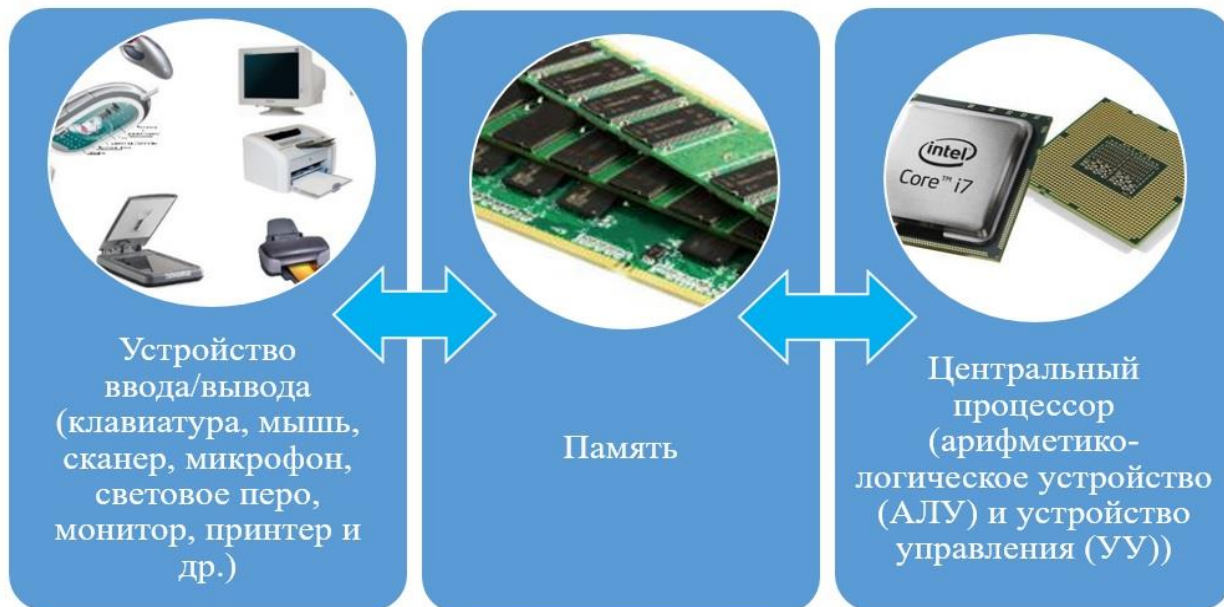 Устройство
ввода/вывода
(клавиатура, мышь,
сканер, микрофон,
световое перо,
монитор, принтер и
др.)
Память
intel
Core™ i7
Центральный
процессор
(арифметико-
логическое устройство
(АЛУ) и устройство
управления (УУ))